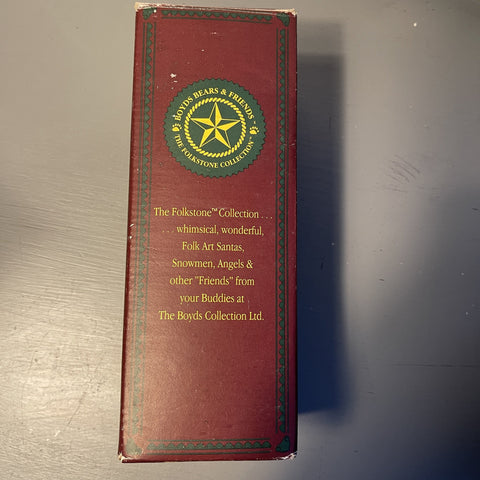 BOYDS BEARS & FRIENDS
THE FOLKSTONE COLLECTION™
The Folkstone™ Collection . . .
. . . whimsical, wonderful,
Folk Art Santas,
Snowmen, Angels &
other "Friends" from
your Buddies at
The Boyds Collection Ltd.